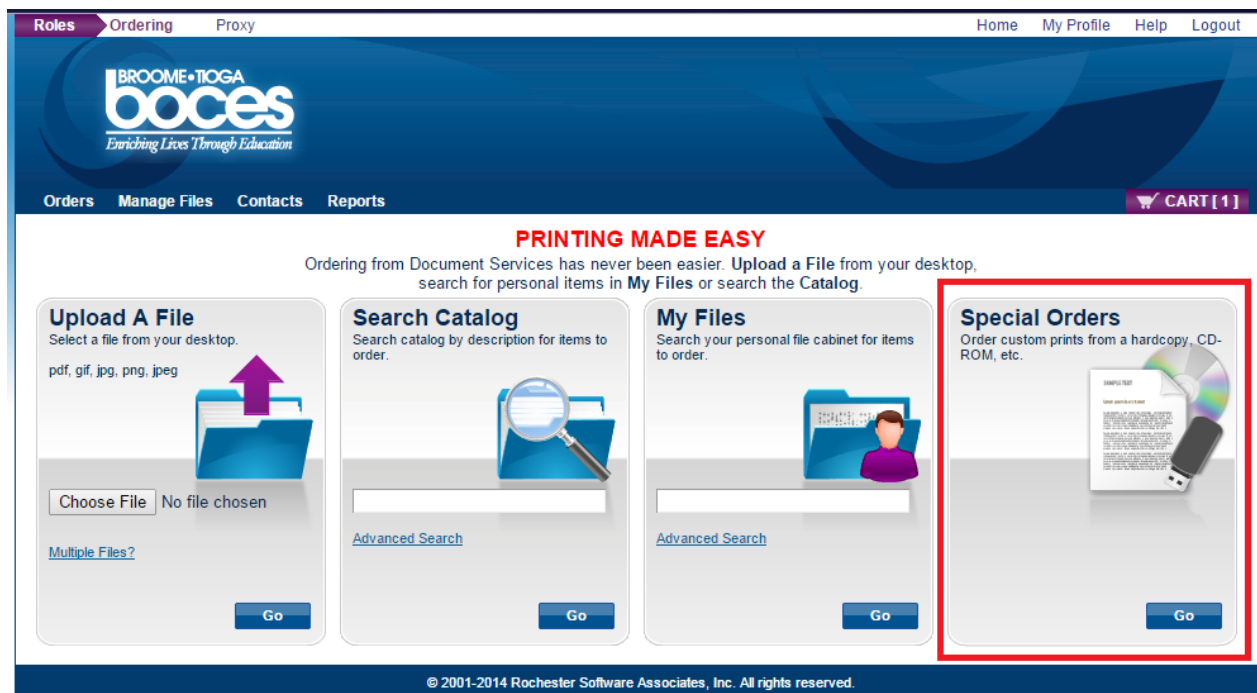 Roles Ordering Proxy Home My Profile Help Logout
BROOME•TIOGA
boces
Enriching Lives Through Education
Orders Manage Files Contacts Reports CART [ 1 ]
PRINTING MADE EASY
Ordering from Document Services has never been easier. Upload a File from your desktop,
search for personal items in My Files or search the Catalog.
Upload A File
Select a file from your desktop.
pdf, gif, jpg, png, jpeg
Choose File No file chosen
Multiple Files?
Go
Search Catalog
Search catalog by description for items to
order.
Advanced Search
Go
My Files
Search your personal file cabinet for items
to order.
Advanced Search
Go
Special Orders
Order custom prints from a hardcopy, CD-
ROM, etc.
SAMPLE TEXT
Go
© 2001-2014 Rochester Software Associates, Inc. All rights reserved.